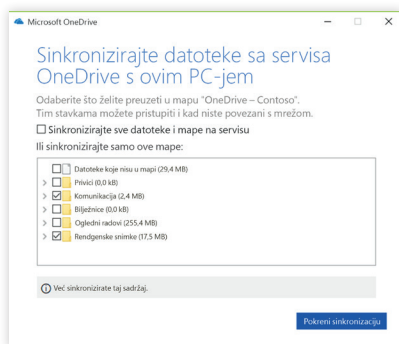 Microsoft OneDrive
Sinkronizirajte datoteke sa servisa
OneDrive s ovim PC-jem
Odaberite što želite preuzeti u mapu "OneDrive – Contoso".
Tim stavkama možete pristupiti i kad niste povezani s mrežom.
Sinkronizirajte sve datoteke i mape na servisu
Ili sinkronizirajte samo ove mape:
Datoteke koje nisu u mapi (29,4 MB)
Privici (0,0 kB)
Komunikacija (2,4 MB)
Bilježnice (0,0 kB)
Ogledni radovi (255,4 MB)
Rendgenske snimke (17,5 MB)
Već sinkronizirate taj sadržaj.
Pokreni sinkronizaciju